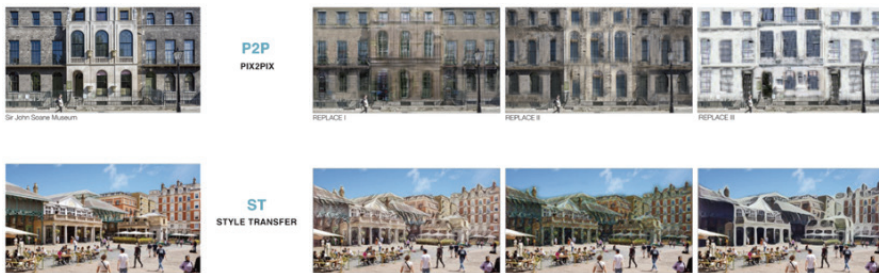 P2P
PIX2PIX
Sir John Soane Museum
REPLACE I
REPLACE II
REPLACE III
ST
STYLE TRANSFER